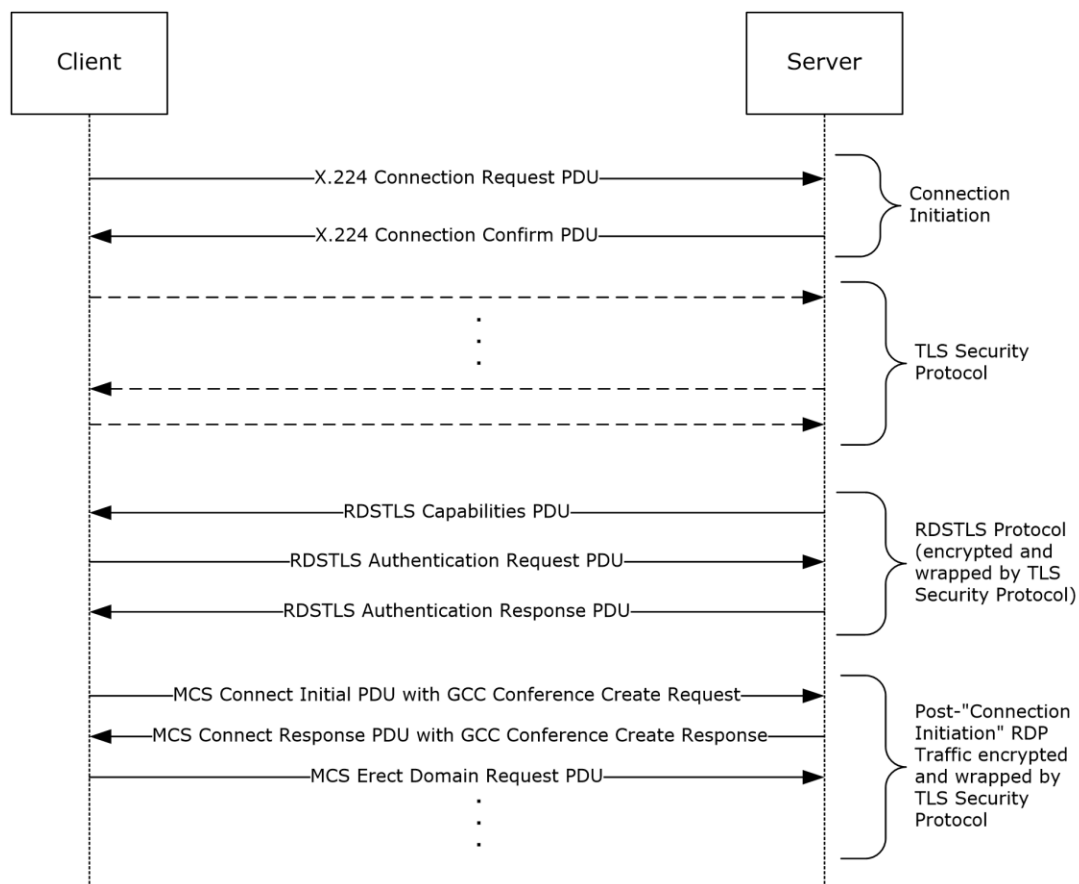 Client
Server
X.224 Connection Request PDU
X.224 Connection Confirm PDU
Connection
Initiation
TLS Security
Protocol
RDSTLS Capabilities PDU
RDSTLS Authentication Request PDU
RDSTLS Authentication Response PDU
RDSTLS Protocol
(encrypted and
wrapped by TLS
Security Protocol)
MCS Connect Initial PDU with GCC Conference Create Request
MCS Connect Response PDU with GCC Conference Create Response
MCS Erect Domain Request PDU
Post-"Connection
Initiation" RDP
Traffic encrypted
and wrapped by
TLS Security
Protocol